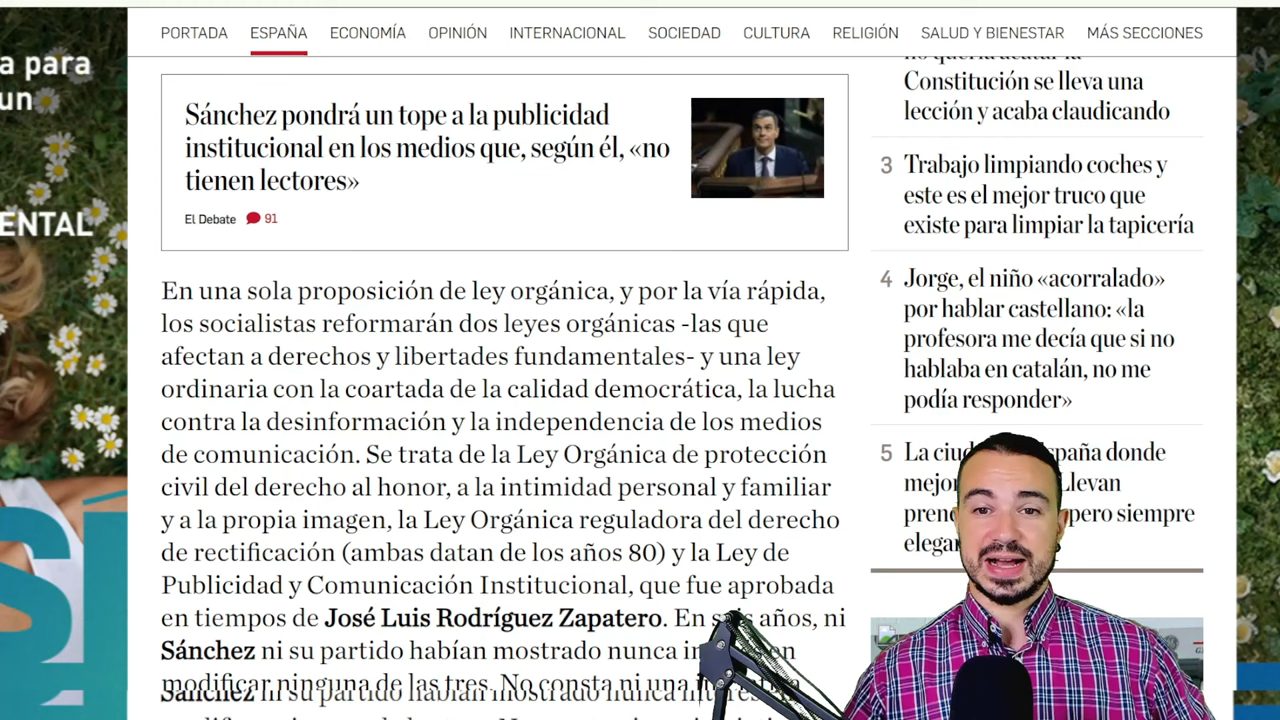 PORTADA ESPAÑA ECONOMÍA OPINIÓN INTERNACIONAL SOCIEDAD CULTURA RELIGIÓN SALUD Y BIENESTAR MÁS SECCIONES
a para
un
ENTAL
Sánchez pondrá un tope a la publicidad
institucional en los medios que, según él, «no
tienen lectores»
El Debate 91
En una sola proposición de ley orgánica, y por la vía rápida,
los socialistas reformarán dos leyes orgánicas -las que
afectan a derechos y libertades fundamentales- y una ley
ordinaria con la coartada de la calidad democrática, la lucha
contra la desinformación y la independencia de los medios
de comunicación. Se trata de la Ley Orgánica de protección
civil del derecho al honor, a la intimidad personal y familiar
y a la propia imagen, la Ley Orgánica reguladora del derecho
de rectificación (ambas datan de los años 80) y la Ley de
Publicidad y Comunicación Institucional, que fue aprobada
en tiempos de José Luis Rodríguez Zapatero. En seis años, ni
Sánchez ni su partido habían mostrado nunca en
modificar ninguna de las tres. No consta ni una
no quería acatar la
Constitución se lleva una
lección y acaba claudicando
3 Trabajo limpiando coches y
este es el mejor truco que
existe para limpiar la tapicería
4 Jorge, el niño «acorralado»
por hablar castellano: «la
profesora me decía que si no
hablaba en catalán, no me
podía responder»
5 La donde
Llevan
pero siempre